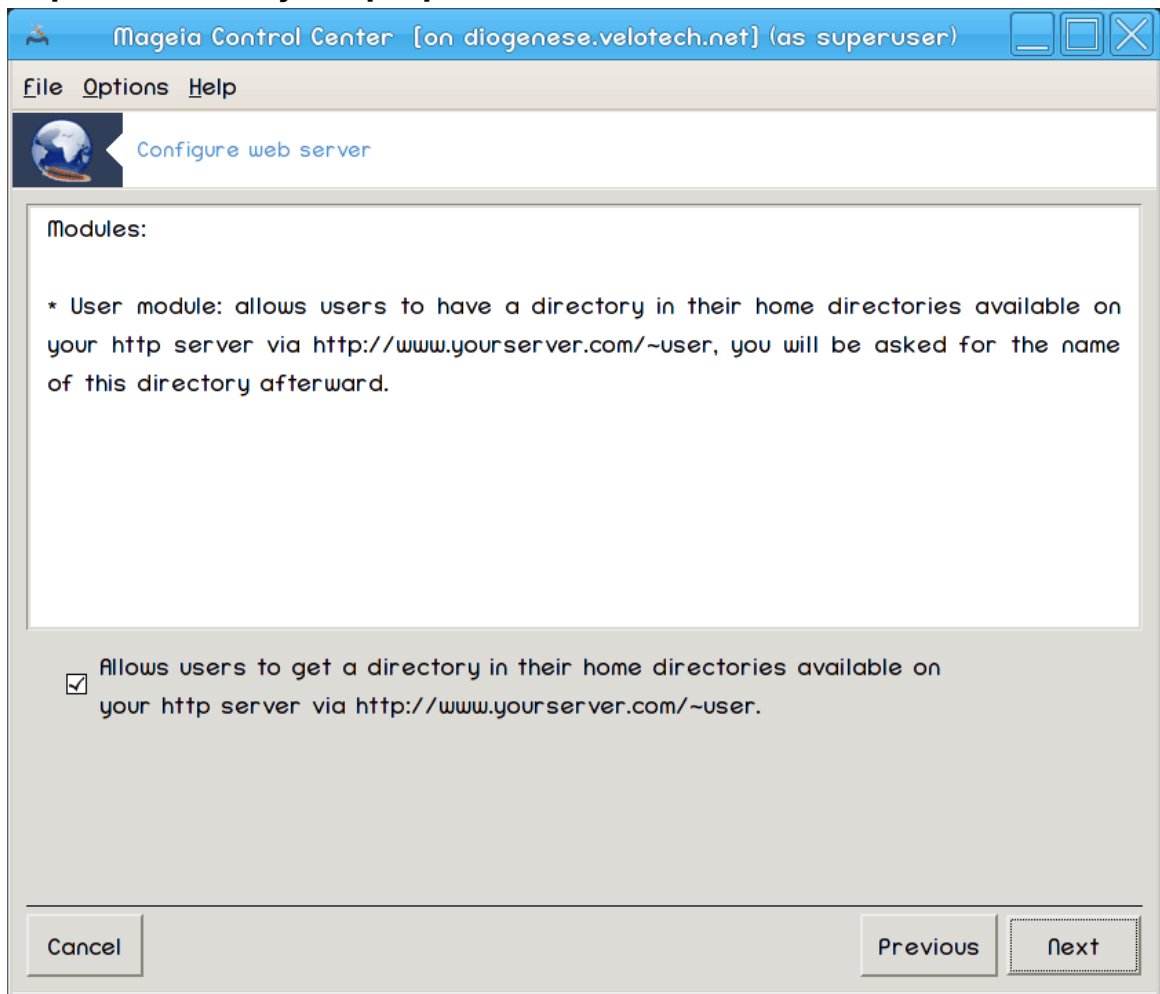 Mageia Control Center [on diogenese.velotech.net] (as superuser)
File Options Help
Configure web server
Modules:
* User module: allows users to have a directory in their home directories available on
your http server via http://www.yourserver.com/~user, you will be asked for the name
of this directory afterward.
Allows users to get a directory in their home directories available on
your http server via http://www.yourserver.com/~user.
Cancel
Previous
Next